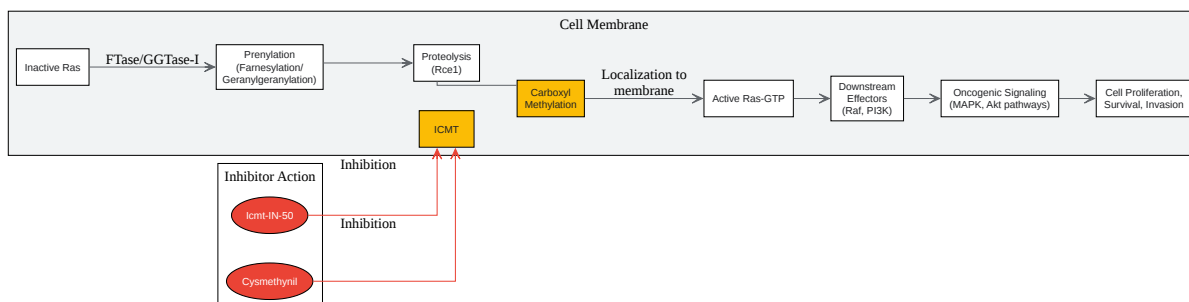 Cell Membrane
Inactive Ras
FTase/GGTase-I
Prenylation
(Farnesylation/
Geranylgeranylation)
Proteolysis
(Rce1)
Carboxyl
Methylation
Localization to
membrane
Active Ras-GTP
Downstream
Effectors
(Raf, PI3K)
Oncogenic Signaling
(MAPK, Akt pathways)
Cell Proliferation,
Survival, Invasion
ICMT
Inhibition
Inhibitor Action
Icmt-IN-50
Inhibition
Cysmethynil